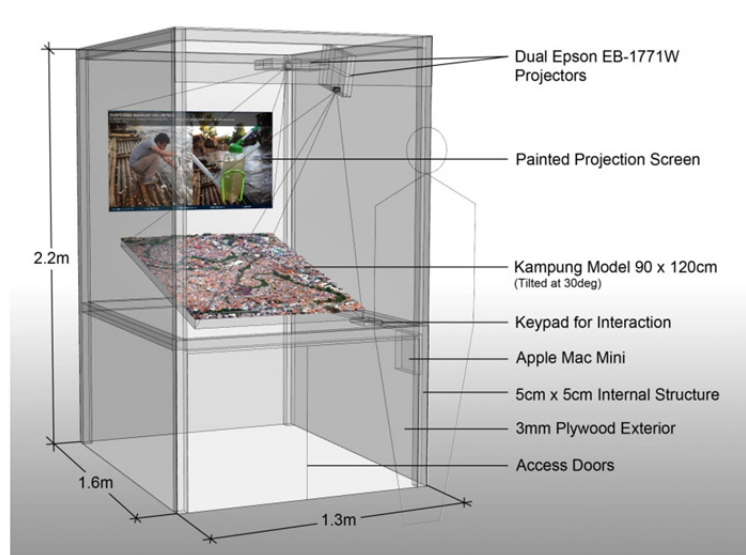 Dual Epson EB-1771W
Projectors
Painted Projection Screen
2.2m
Kampung Model 90 x 120cm
(Tilted at 30deg)
Keypad for Interaction
Apple Mac Mini
5cm x 5cm Internal Structure
3mm Plywood Exterior
Access Doors
1.6m
1.3m